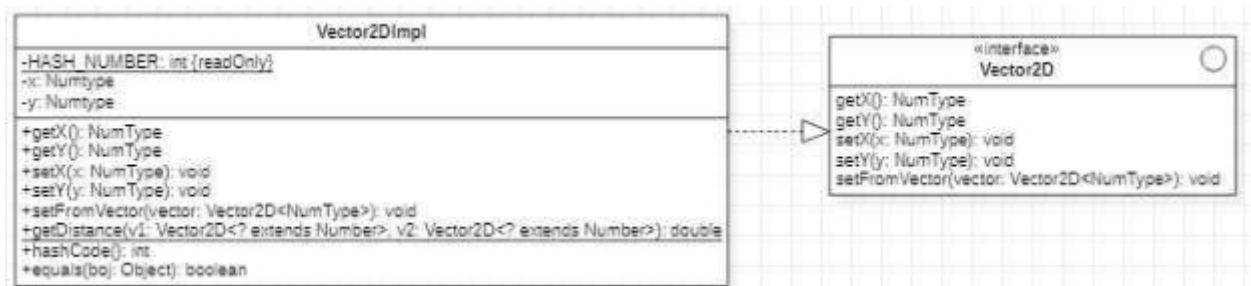 Vector2DImpl
-HASH_NUMBER: int {readOnly}
-x: Numtype
-y: Numtype
+getX(): NumType
+getY(): NumType
+setX(x: NumType): void
+setY(y: NumType): void
+setFromVector(vector: Vector2D<NumType>): void
+getDistance(v1: Vector2D<? extends Number>, v2: Vector2D<? extends Number>): double
+hashCode(): int
+equals(boj: Object): boolean
«interface»
Vector2D
getX(): NumType
getY(): NumType
setX(x: NumType): void
setY(y: NumType): void
setFromVector(vector: Vector2D<NumType>): void